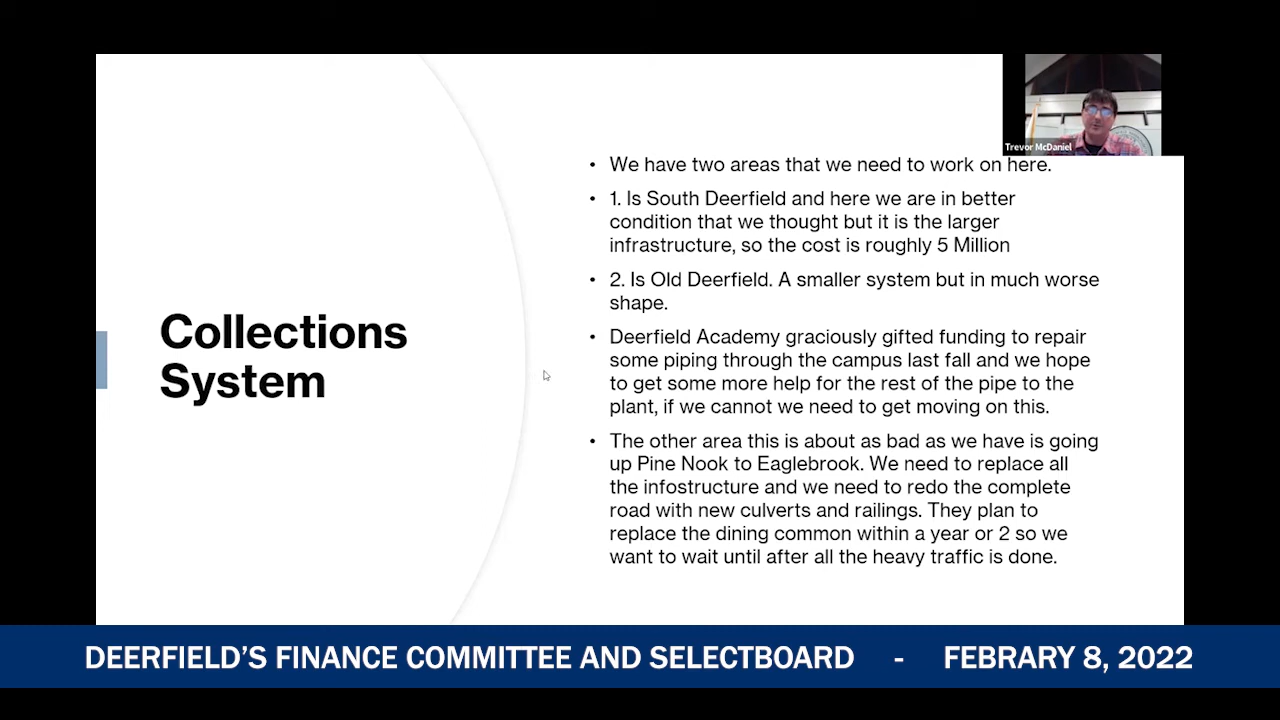 Trevor McDaniel
Collections
System
• We have two areas that we need to work on here.
• 1. Is South Deerfield and here we are in better
condition that we thought but it is the larger
infrastructure, so the cost is roughly 5 Million
• 2. Is Old Deerfield. A smaller system but in much worse
shape.
• Deerfield Academy graciously gifted funding to repair
some piping through the campus last fall and we hope
to get some more help for the rest of the pipe to the
plant, if we cannot we need to get moving on this.
• The other area this is about as bad as we have is going
up Pine Nook to Eaglebrook. We need to replace all
the infostructure and we need to redo the complete
road with new culverts and railings. They plan to
replace the dining common within a year or 2 so we
want to wait until after all the heavy traffic is done.
DEERFIELD'S FINANCE COMMITTEE AND SELECTBOARD - FEBRARY 8, 2022